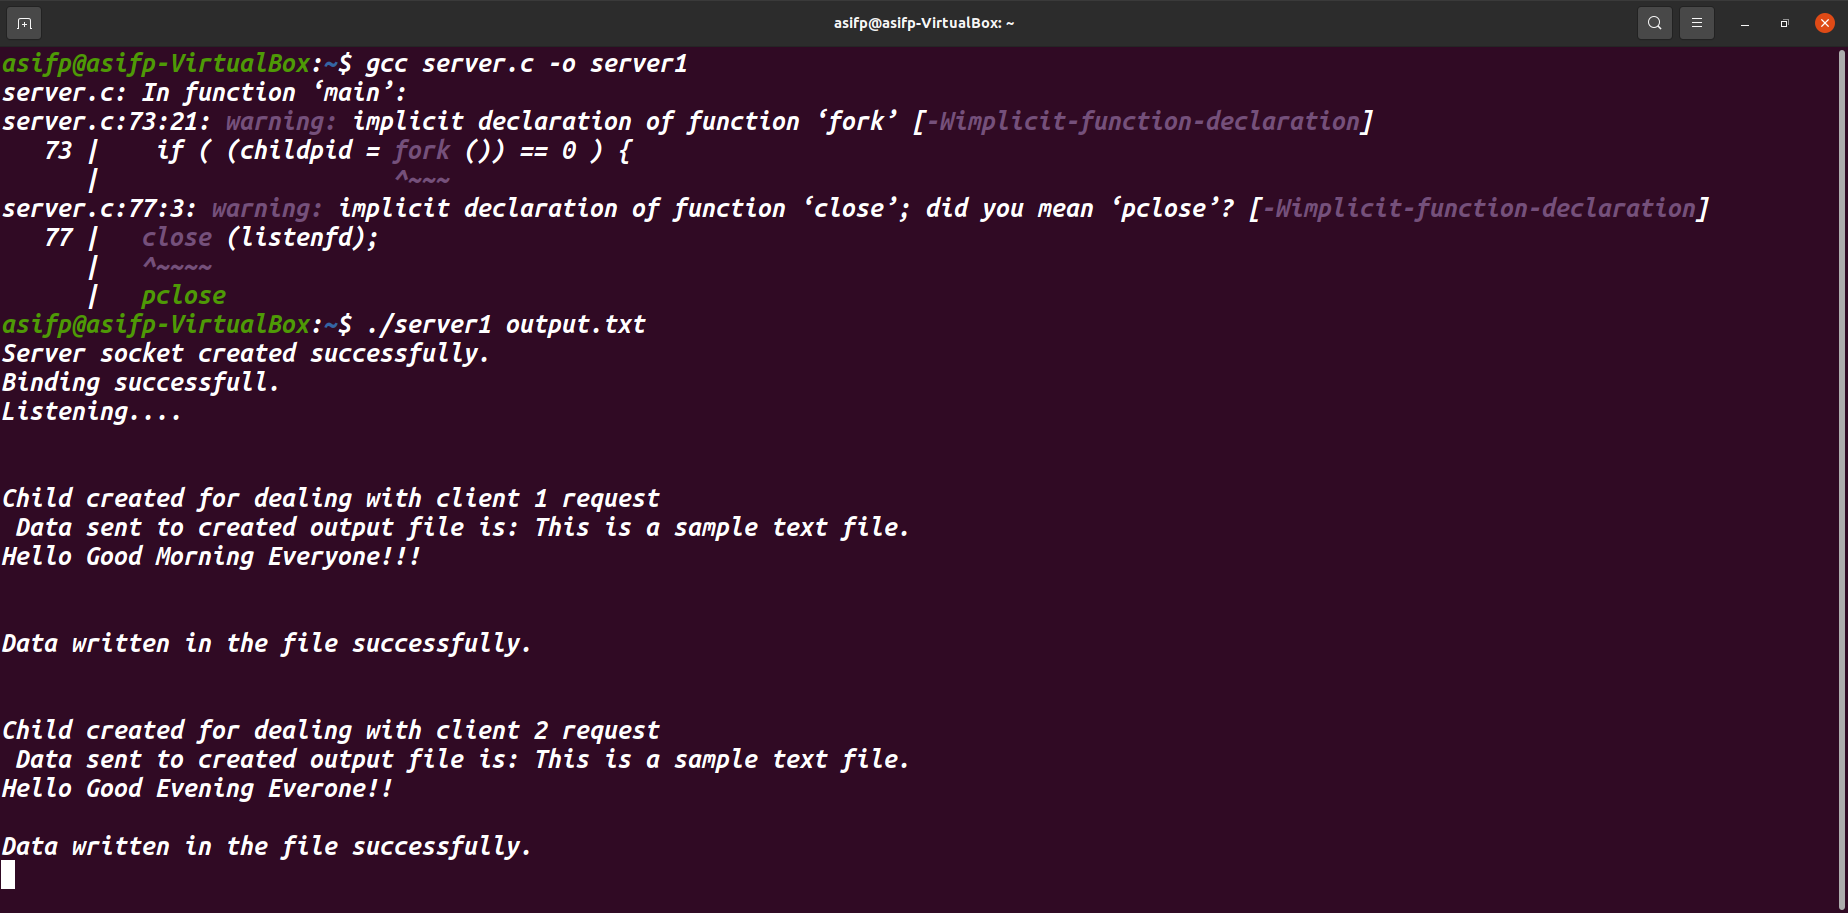 asifp@asifp-VirtualBox: ~
asifp@asifp-VirtualBox:~$ gcc server.c -o server1
server.c: In function ‘main’:
server.c:73:21: warning: implicit declaration of function ‘fork’ [-Wimplicit-function-declaration]
   73 |    if ( (childpid = fork ()) == 0 ) {
      |                     ^~~~
server.c:77:3: warning: implicit declaration of function ‘close’; did you mean ‘pclose’? [-Wimplicit-function-declaration]
   77 |   close (listenfd);
      |   ^~~~~
      |   pclose
asifp@asifp-VirtualBox:~$ ./server1 output.txt
Server socket created successfully.
Binding successfull.
Listening....
Child created for dealing with client 1 request
 Data sent to created output file is: This is a sample text file.
Hello Good Morning Everyone!!!
Data written in the file successfully.
Child created for dealing with client 2 request
 Data sent to created output file is: This is a sample text file.
Hello Good Evening Everone!!
Data written in the file successfully.